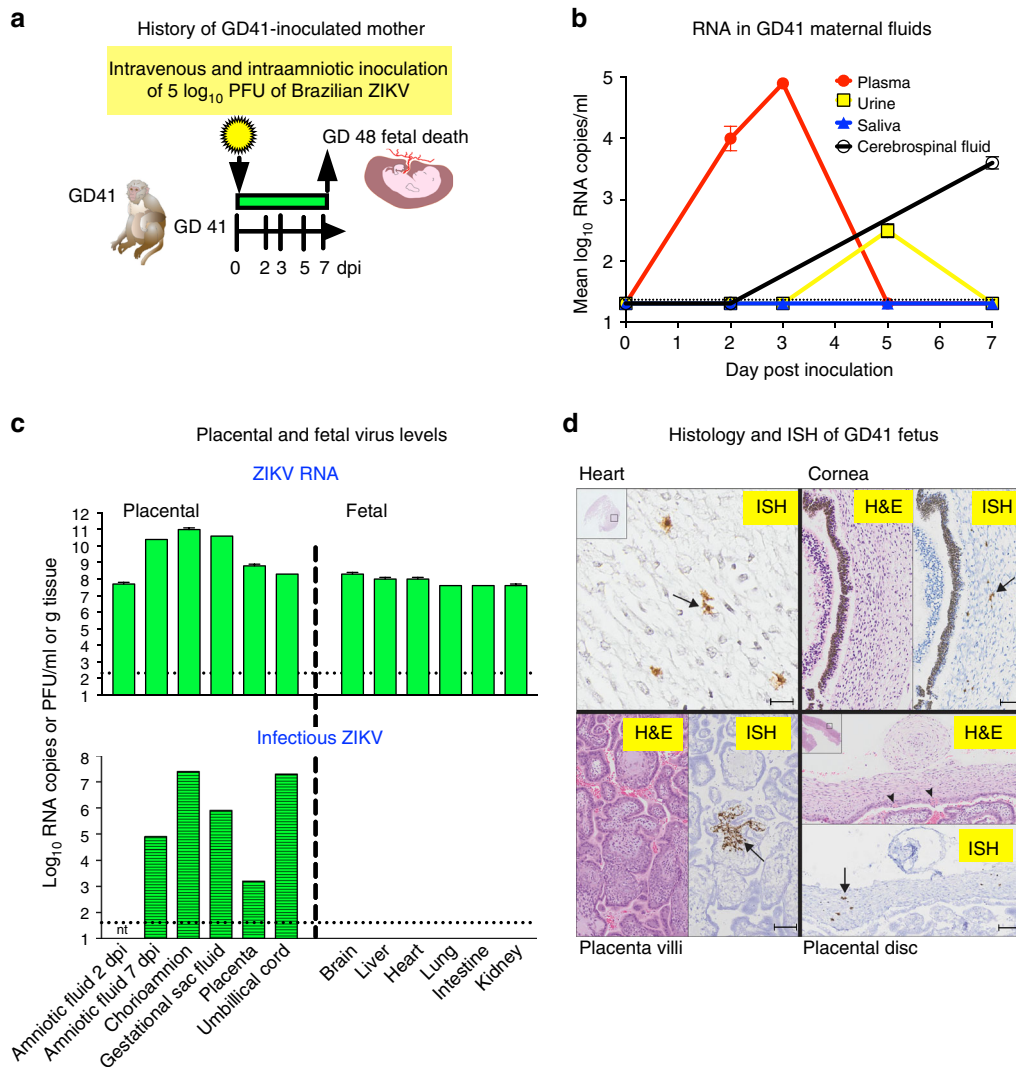 a
History of GD41-inoculated mother
Intravenous and intraamniotic inoculation
of 5 log10 PFU of Brazilian ZIKV
GD 48 fetal death
GD41
GD 41
0 2 3 5 7 dpi
b
RNA in GD41 maternal fluids
Plasma
Urine
Saliva
Cerebrospinal fluid
Mean log10 RNA copies/ml
5
4
3
2
1
0 1 2 3 4 5 6 7
Day post inoculation
c
Placental and fetal virus levels
ZIKV RNA
Placental Fetal
12
11
10
9
8
7
6
5
4
3
2
1
Log10 RNA copies or PFU/ml or g tissue
Infectious ZIKV
8
7
6
5
4
3
2
1
nt
Amniotic fluid 2 dpi
Amniotic fluid 7 dpi
Chorioamnion
Gestational sac fluid
Placenta
Umbillical cord
Brain
Liver
Heart
Lung
Intestine
Kidney
d
Histology and ISH of GD41 fetus
Heart Cornea
ISH H&E ISH
H&E ISH H&E
ISH
Placenta villi Placental disc